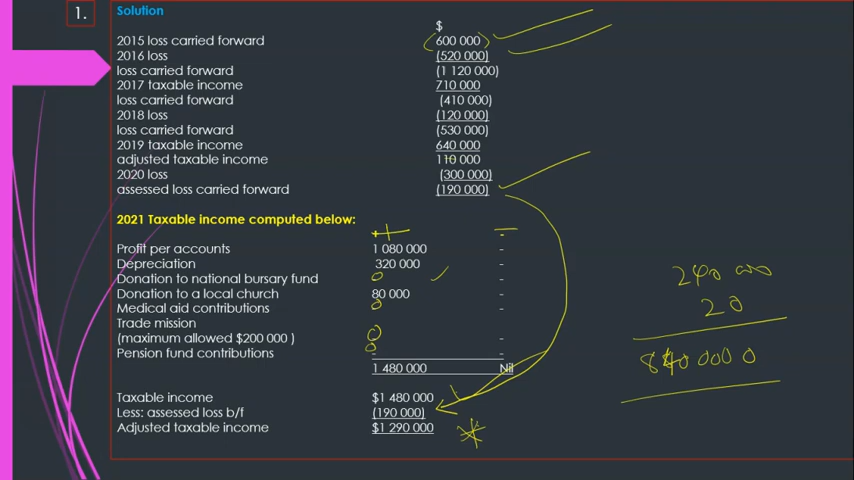 1.
Solution
$
2015 loss carried forward 600 000
2016 loss (520 000)
loss carried forward (1 120 000)
2017 taxable income 710 000
loss carried forward (410 000)
2018 loss (120 000)
loss carried forward (530 000)
2019 taxable income 640 000
adjusted taxable income 110 000
2020 loss (300 000)
assessed loss carried forward (190 000)
2021 Taxable income computed below:
+ -
Profit per accounts 1 080 000 -
Depreciation 320 000 -
Donation to national bursary fund 0 -
Donation to a local church 80 000 -
Medical aid contributions 0 -
Trade mission
(maximum allowed $200 000 ) 0 -
Pension fund contributions - -
1 480 000 Nil
Taxable income $1 480 000
Less: assessed loss b/f (190 000)
Adjusted taxable income $1 290 000
240 000
20